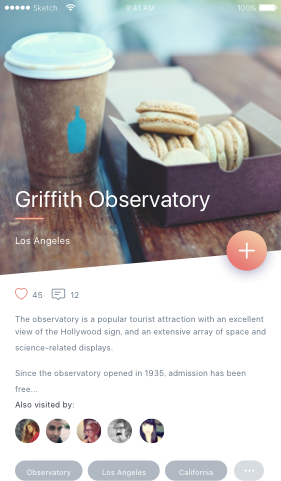 Sketch
9:41 AM
100%
Griffith Observatory
Los Angeles
45
12
The observatory is a popular tourist attraction with an excellent
view of the Hollywood sign, and an extensive array of space and
science-related displays.
Since the observatory opened in 1935, admission has been
free...
Also visited by:
Observatory
Los Angeles
California